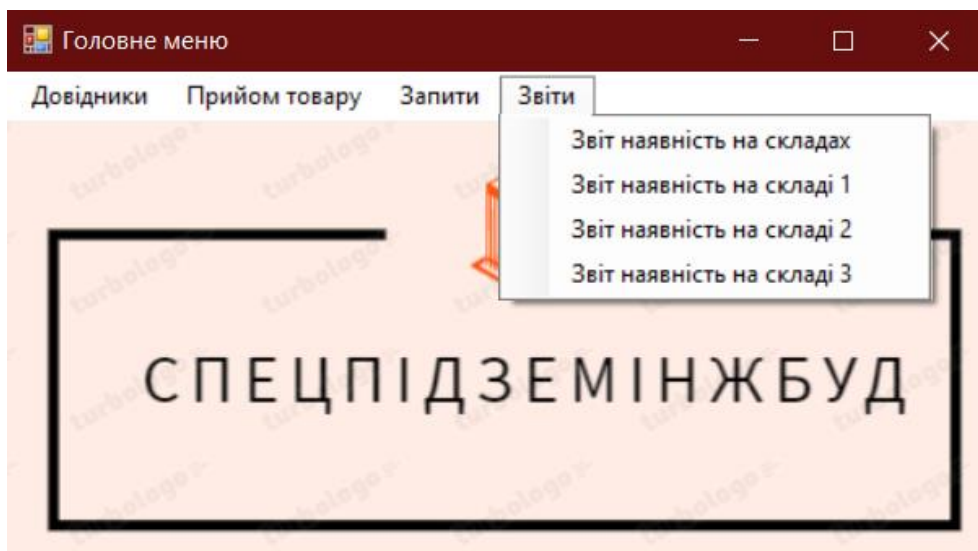 Головне меню
Довідники Прийом товару Запити Звіти
Звіт наявність на складах
Звіт наявність на складі 1
Звіт наявність на складі 2
Звіт наявність на складі 3
СПЕЦПІДЗЕМІНЖБУД
turbologo